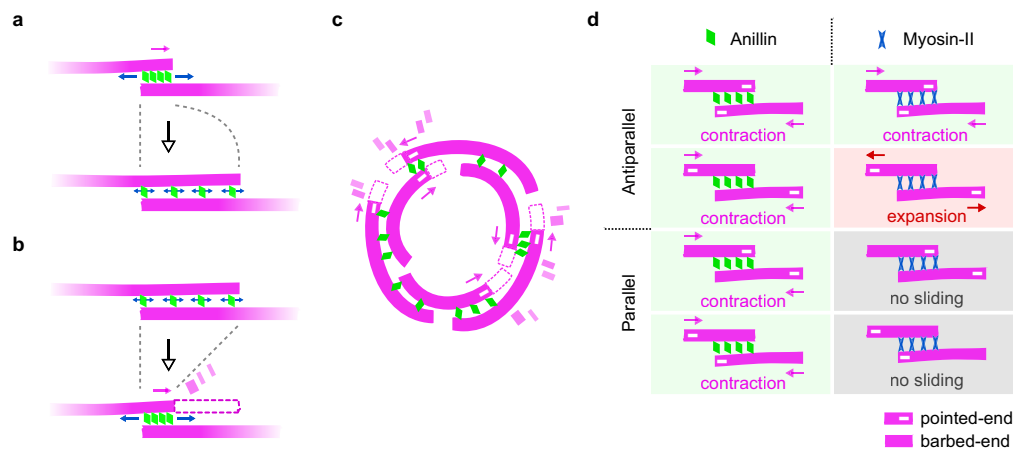 a
b
c
d
Anillin
Myosin-II
Antiparallel
Parallel
contraction
contraction
contraction
expansion
contraction
no sliding
contraction
no sliding
pointed-end
barbed-end